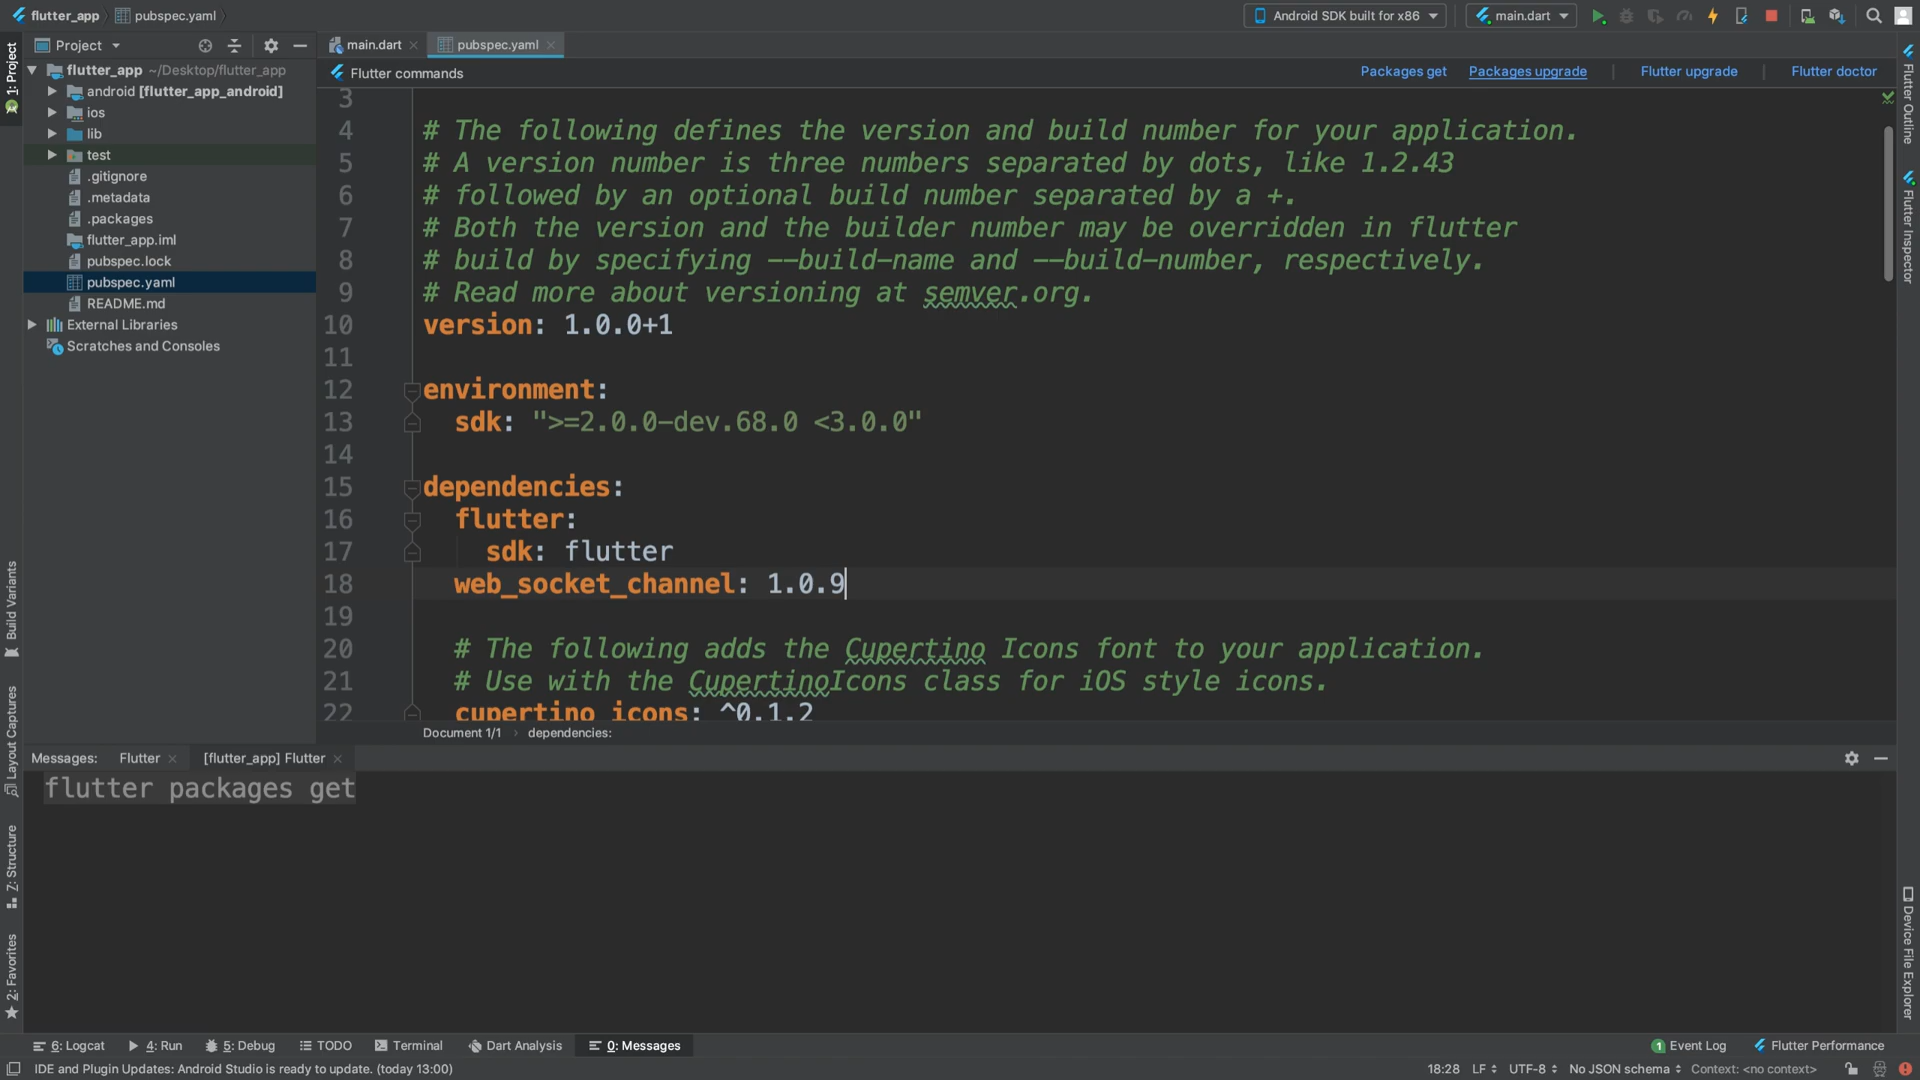 flutter_app
pubspec.yaml
Android SDK built for x86
main.dart
Project
main.dart
pubspec.yaml
Flutter commands
Packages get
Packages upgrade
Flutter upgrade
Flutter doctor
flutter_app ~/Desktop/flutter_app
android [flutter_app_android]
ios
lib
test
.gitignore
.metadata
.packages
flutter_app.iml
pubspec.lock
pubspec.yaml
README.md
External Libraries
Scratches and Consoles
1: Project
Build Variants
Layout Captures
Z: Structure
2: Favorites
3
4 # The following defines the version and build number for your application.
5 # A version number is three numbers separated by dots, like 1.2.43
6 # followed by an optional build number separated by a +.
7 # Both the version and the builder number may be overridden in flutter
8 # build by specifying --build-name and --build-number, respectively.
9 # Read more about versioning at semver.org.
10 version: 1.0.0+1
11
12 environment:
13 sdk: ">=2.0.0-dev.68.0 <3.0.0"
14
15 dependencies:
16 flutter:
17 sdk: flutter
18 web_socket_channel: 1.0.9
19
20 # The following adds the Cupertino Icons font to your application.
21 # Use with the CupertinoIcons class for iOS style icons.
22 cupertino_icons: ^0.1.2
Document 1/1 › dependencies:
Flutter Outline
Flutter Inspector
Device File Explorer
Messages:
Flutter
[flutter_app] Flutter
flutter packages get
6: Logcat
4: Run
5: Debug
TODO
Terminal
Dart Analysis
0: Messages
1 Event Log
Flutter Performance
IDE and Plugin Updates: Android Studio is ready to update. (today 13:00)
18:28
LF
UTF-8
No JSON schema
Context: <no context>